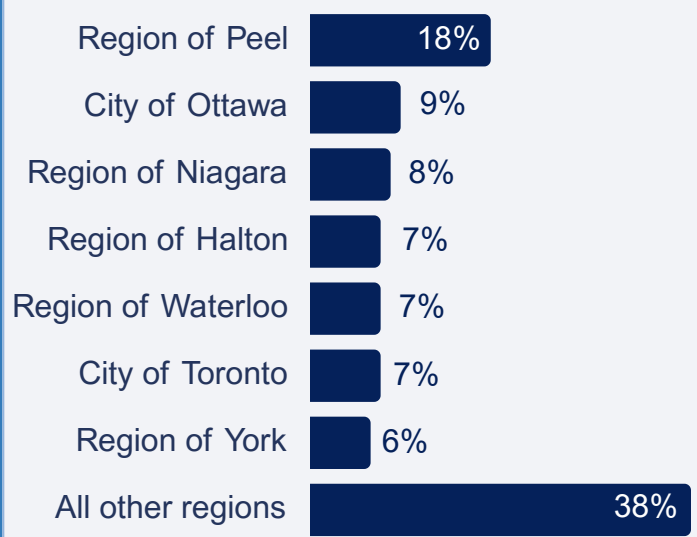 Region of Peel 18%
City of Ottawa 9%
Region of Niagara 8%
Region of Halton 7%
Region of Waterloo 7%
City of Toronto 7%
Region of York 6%
All other regions 38%